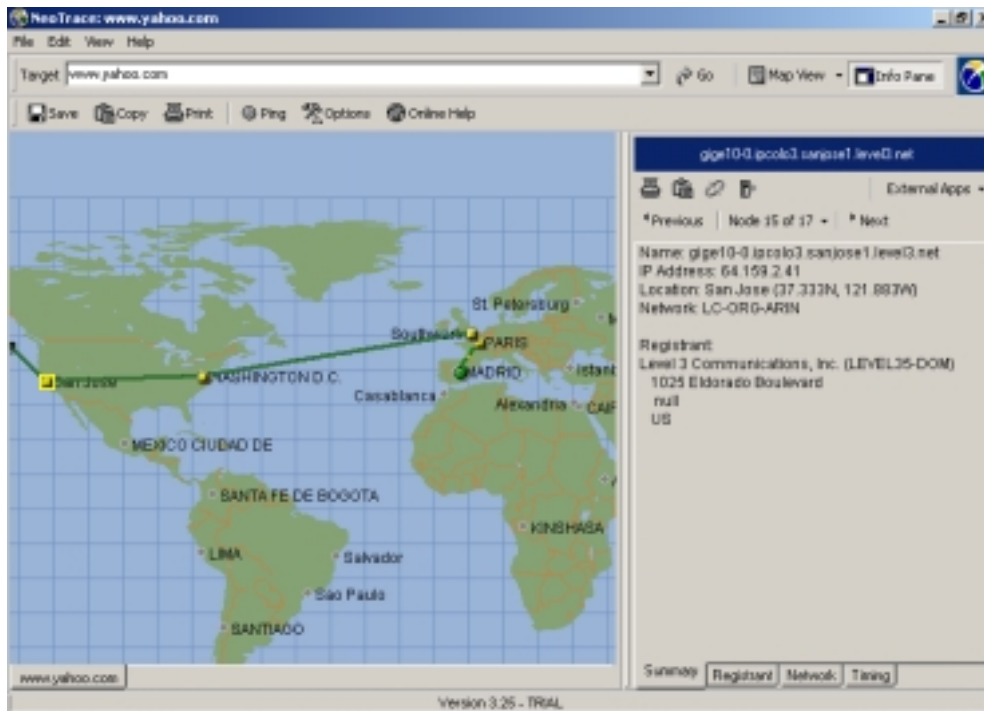 NeoTrace: www.yahoo.com
File Edit View Help
Target www.yahoo.com Go Map View Info Pane
Save Copy Print Ping Options Online Help
gige10-0.ipcolo3.sanjose1.level3.net
External Apps
Previous Node 15 of 17 Next
Name: gige10-0.ipcolo3.sanjose1.level3.net
IP Address: 64.159.2.41
Location: San Jose (37.333N, 121.893W)
Network: LC-ORG-ARIN
Registrant
Level 3 Communications, Inc. (LEVEL35-DOM)
1025 Eldorado Boulevard
null
US
St. Petersburg
Southwark
PARIS
San Jose
WASHINGTON D.C.
MADRID
Istanb
Casablanca
Alexandria
CAIR
MEXICO CIUDAD DE
SANTA FE DE BOGOTA
KINSHASA
LIMA
Salvador
Sao Paulo
SANTIAGO
www.yahoo.com
Summary Registrant Network Timing
Version 3.25 - TRIAL